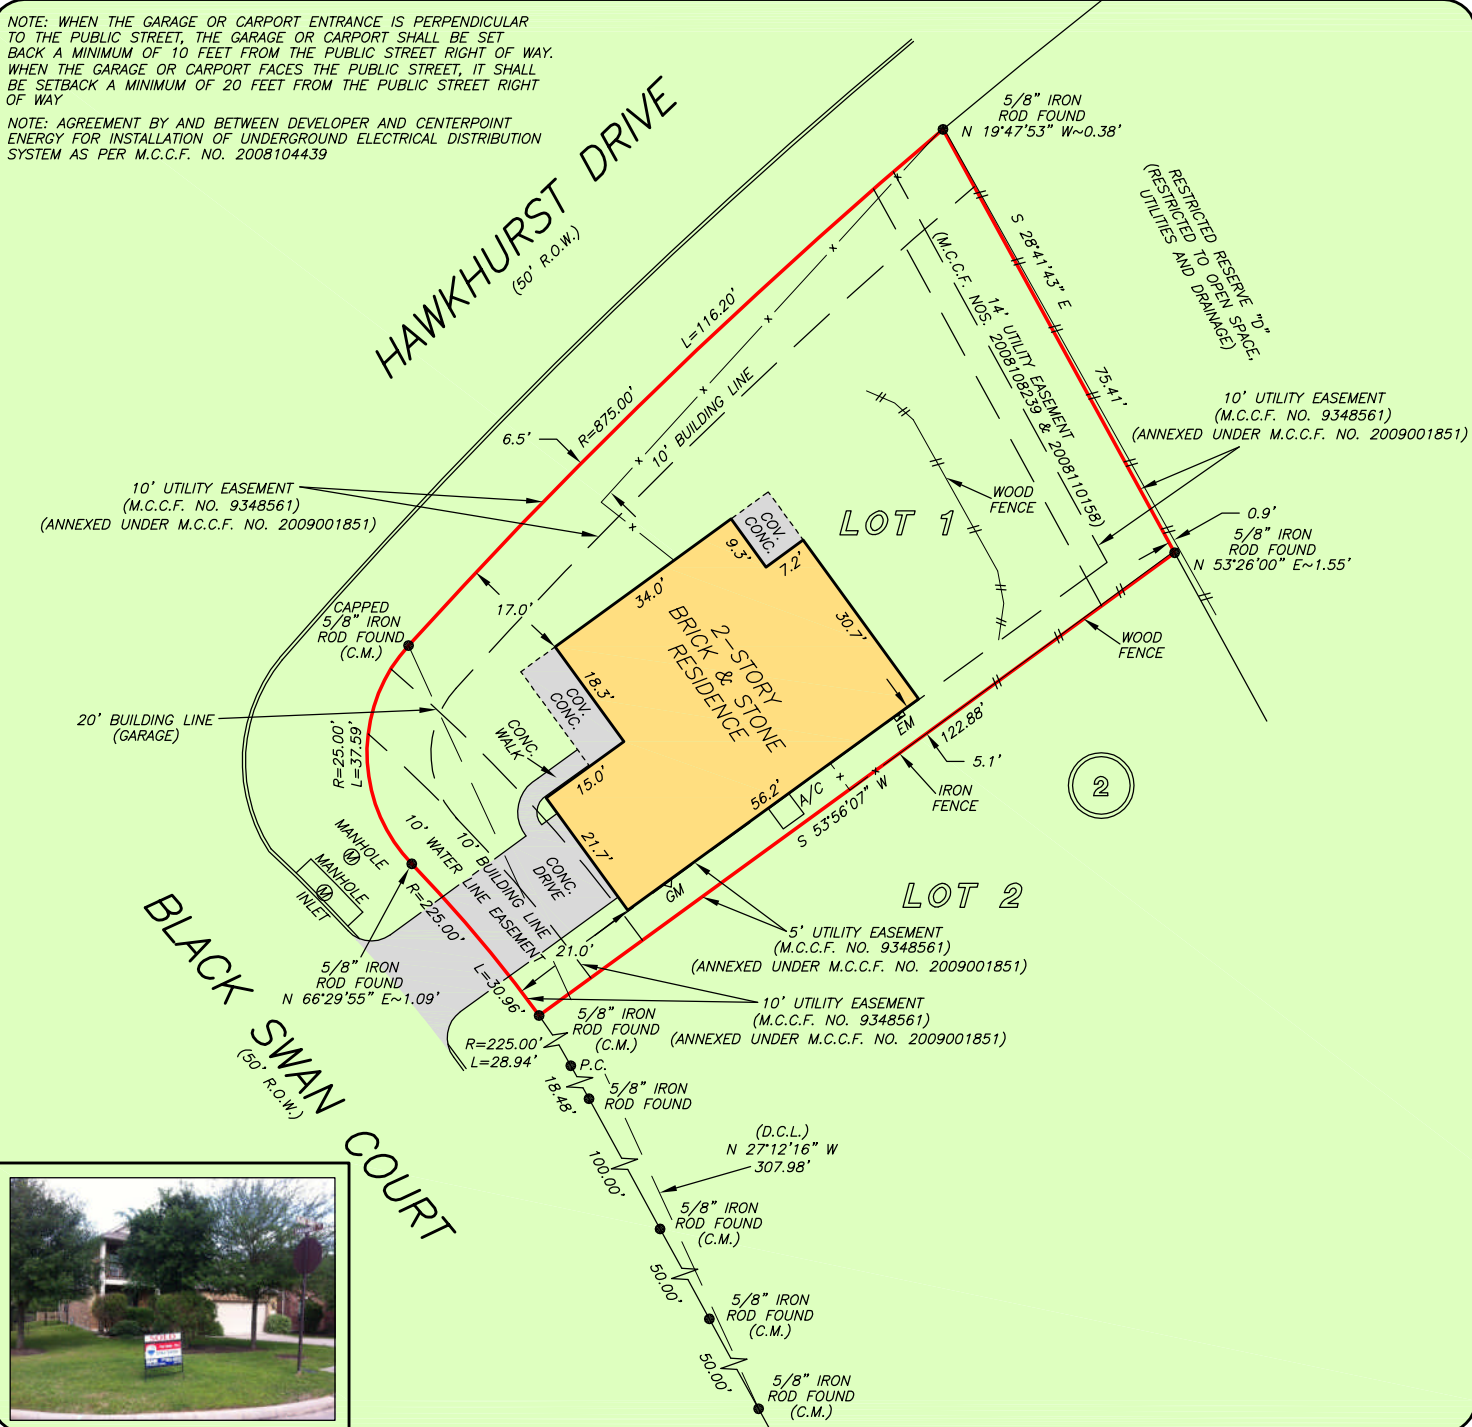 NOTE: WHEN THE GARAGE OR CARPORT ENTRANCE IS PERPENDICULAR
TO THE PUBLIC STREET, THE GARAGE OR CARPORT SHALL BE SET
BACK A MINIMUM OF 10 FEET FROM THE PUBLIC STREET RIGHT OF WAY.
WHEN THE GARAGE OR CARPORT FACES THE PUBLIC STREET, IT SHALL
BE SETBACK A MINIMUM OF 20 FEET FROM THE PUBLIC STREET RIGHT
OF WAY
NOTE: AGREEMENT BY AND BETWEEN DEVELOPER AND CENTERPOINT
ENERGY FOR INSTALLATION OF UNDERGROUND ELECTRICAL DISTRIBUTION
SYSTEM AS PER M.C.C.F. NO. 2008104439
HAWKHURST DRIVE
(50' R.O.W.)
5/8" IRON
ROD FOUND
N 19°47'53" W~0.38'
RESTRICTED RESERVE "D"
(RESTRICTED TO OPEN SPACE,
UTILITIES AND DRAINAGE)
S 28°41'43" E
75.41'
L=116.20'
R=875.00'
6.5'
10' BUILDING LINE
14' UTILITY EASEMENT
(M.C.C.F. NOS. 2008108239 & 2008110158)
10' UTILITY EASEMENT
(M.C.C.F. NO. 9348561)
(ANNEXED UNDER M.C.C.F. NO. 2009001851)
10' UTILITY EASEMENT
(M.C.C.F. NO. 9348561)
(ANNEXED UNDER M.C.C.F. NO. 2009001851)
WOOD
FENCE
LOT 1
0.9'
5/8" IRON
ROD FOUND
N 53°26'00" E~1.55'
COV.
CONC.
9.3'
7.2'
34.0'
30.7'
2-STORY
BRICK & STONE
RESIDENCE
17.0'
CAPPED
5/8" IRON
ROD FOUND
(C.M.)
18.3'
COV.
CONC.
WOOD
FENCE
20' BUILDING LINE
(GARAGE)
R=25.00'
L=37.59'
CONC.
WALK
15.0'
56.2'
A/C
EM
122.88'
5.1'
IRON
FENCE
S 53°56'07" W
2
MANHOLE
M
MANHOLE
M
INLET
10' WATER
LINE EASEMENT
10' BUILDING LINE
21.7'
CONC.
DRIVE
GM
LOT 2
R=225.00'
L=30.96'
21.0'
5' UTILITY EASEMENT
(M.C.C.F. NO. 9348561)
(ANNEXED UNDER M.C.C.F. NO. 2009001851)
BLACK SWAN COURT
(50' R.O.W.)
5/8" IRON
ROD FOUND
N 66°29'55" E~1.09'
10' UTILITY EASEMENT
(M.C.C.F. NO. 9348561)
(ANNEXED UNDER M.C.C.F. NO. 2009001851)
5/8" IRON
ROD FOUND
(C.M.)
R=225.00'
L=28.94'
P.C.
18.48'
5/8" IRON
ROD FOUND
(D.C.L.)
N 27°12'16" W
307.98'
100.00'
5/8" IRON
ROD FOUND
(C.M.)
50.00'
5/8" IRON
ROD FOUND
(C.M.)
50.00'
5/8" IRON
ROD FOUND
(C.M.)
SOLD